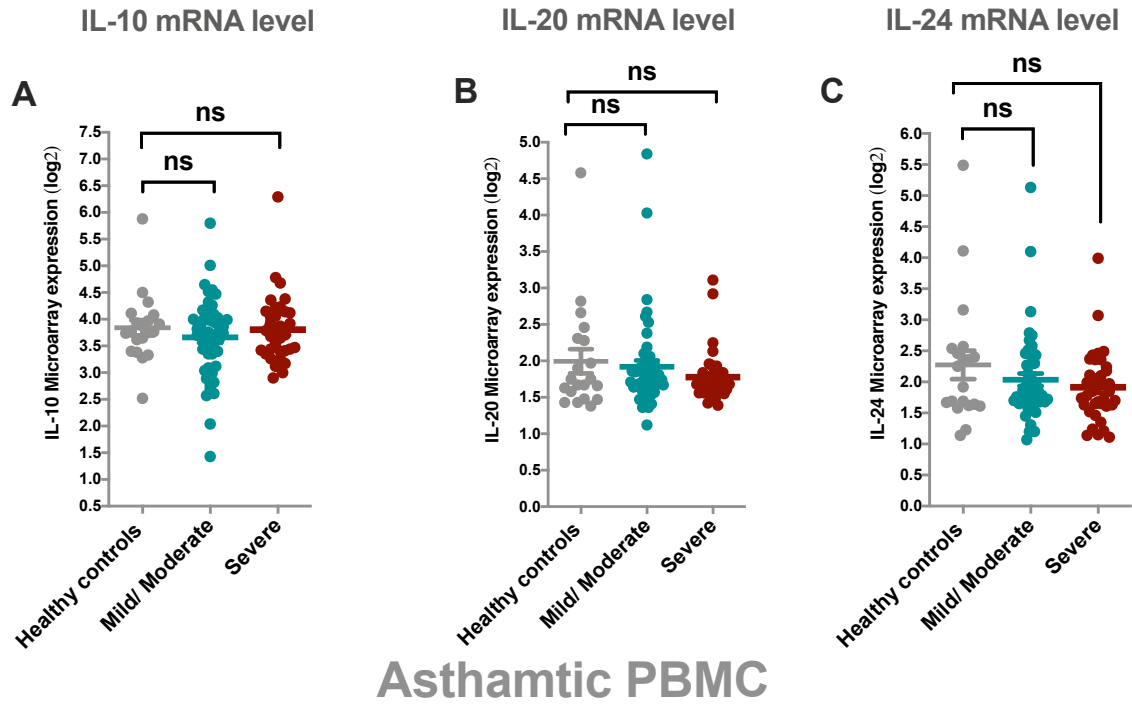 IL-10 mRNA level
IL-20 mRNA level
IL-24 mRNA level
A
ns
ns
IL-10 Microarray expression (log2)
7.5
7.0
6.5
6.0
5.5
5.0
4.5
4.0
3.5
3.0
2.5
2.0
1.5
1.0
0.5
Healthy controls
Mild/ Moderate
Severe
B
ns
ns
IL-20 Microarray expression (log2)
5.0
4.5
4.0
3.5
3.0
2.5
2.0
1.5
1.0
0.5
0.0
Healthy controls
Mild/ Moderate
Severe
C
ns
ns
IL-24 Microarray expression (log2)
6.0
5.5
5.0
4.5
4.0
3.5
3.0
2.5
2.0
1.5
1.0
0.5
0.0
Healthy controls
Mild/ Moderate
Severe
Asthamtic PBMC